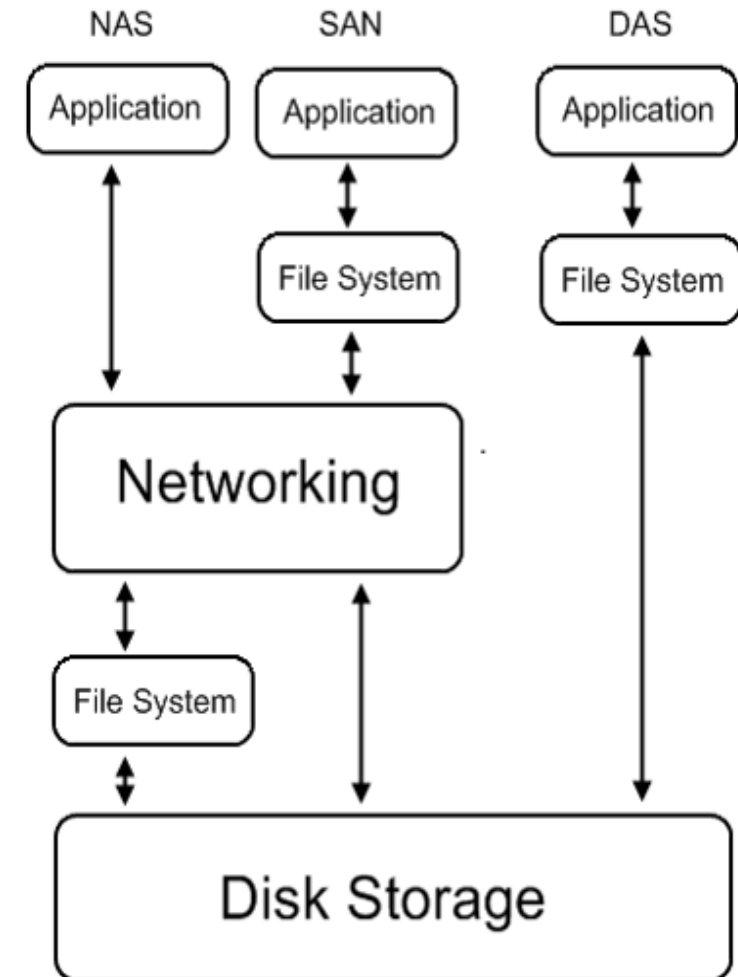 NAS SAN DAS
Application Application Application
File System File System
Networking
File System
Disk Storage